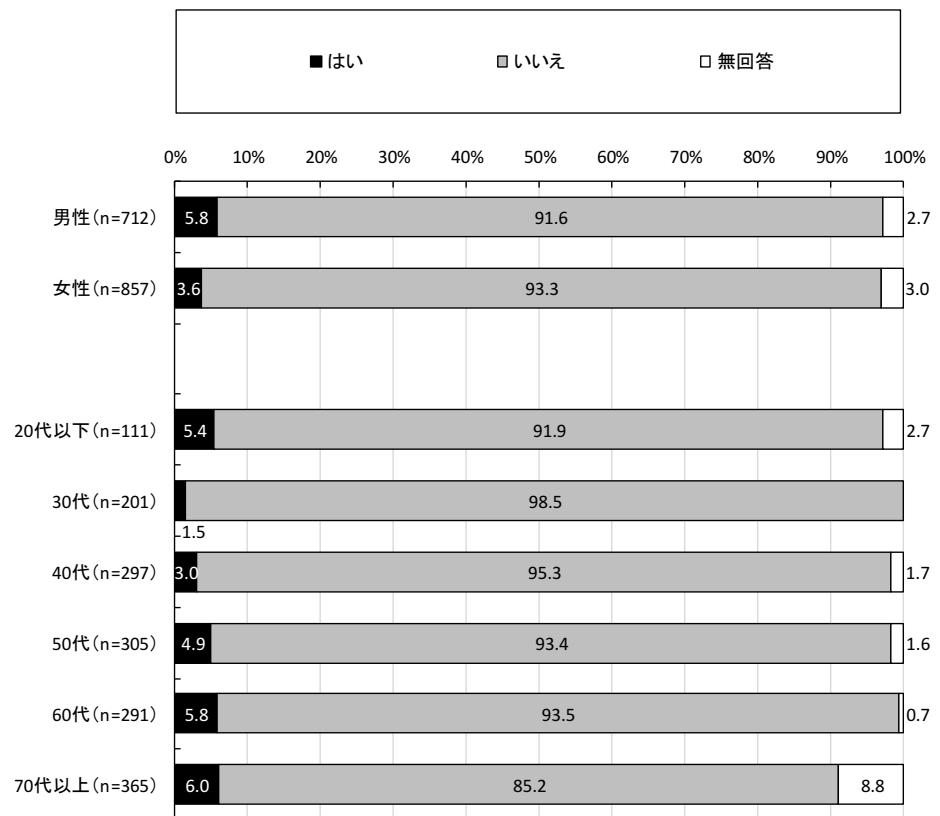 ■はい ■いいえ □無回答
0% 10% 20% 30% 40% 50% 60% 70% 80% 90% 100%
男性(n=712) 5.8 91.6 2.7
女性(n=857) 3.6 93.3 3.0
20代以下(n=111) 5.4 91.9 2.7
30代(n=201) 98.5
1.5
40代(n=297) 3.0 95.3 1.7
50代(n=305) 4.9 93.4 1.6
60代(n=291) 5.8 93.5 0.7
70代以上(n=365) 6.0 85.2 8.8